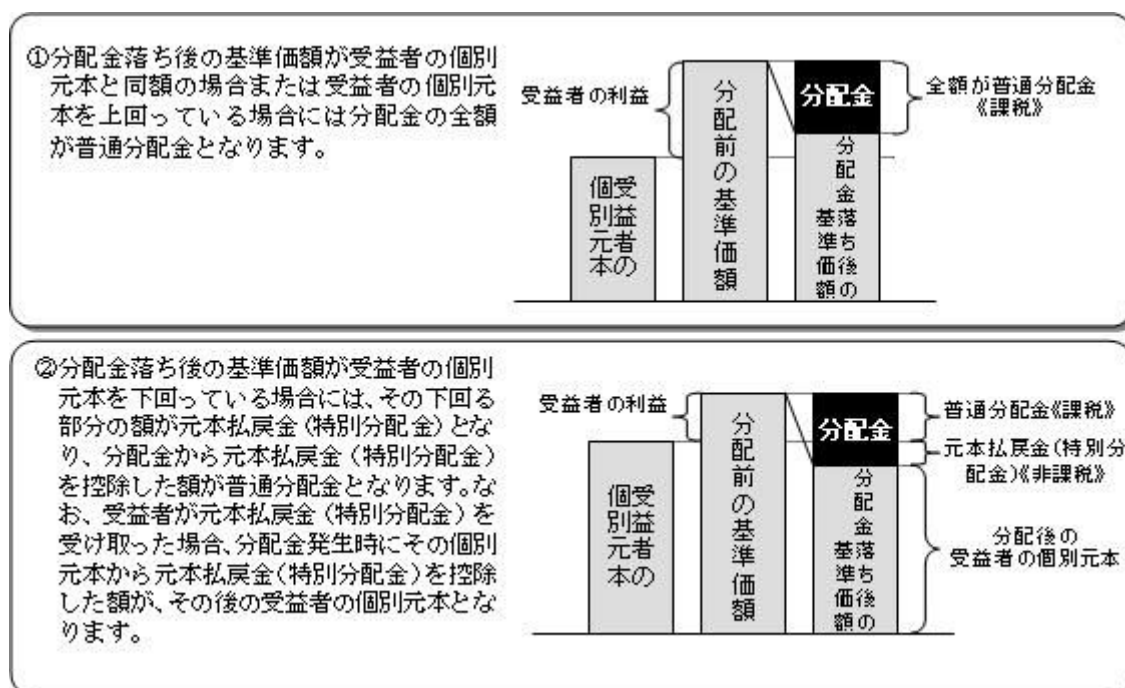 ①分配金落ち後の基準価額が受益者の個別
元本と同額の場合または受益者の個別元
本を上回っている場合には分配金の全額
が普通分配金となります。
受益者の利益
受益者の
個別元本
分配前の基準価額
分配金
分配金落ち後の
基準価額
全額が普通分配金
《課税》
②分配金落ち後の基準価額が受益者の個別
元本を下回っている場合には、その下回る
部分の額が元本払戻金(特別分配金)とな
り、分配金から元本払戻金(特別分配金)
を控除した額が普通分配金となります。な
お、受益者が元本払戻金(特別分配金)を
受け取った場合、分配金発生時にその個別
元本から元本払戻金(特別分配金)を控除
した額が、その後の受益者の個別元本とな
ります。
受益者の利益
受益者の
個別元本
分配前の基準価額
分配金
分配金落ち後の
基準価額
普通分配金《課税》
元本払戻金(特別分
配金)《非課税》
分配後の
受益者の個別元本